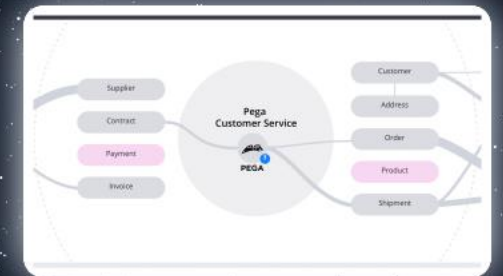 Supplier
Contract
Payment
Invoice
Pega
Customer Service
PEGA
Customer
Address
Order
Product
Shipment